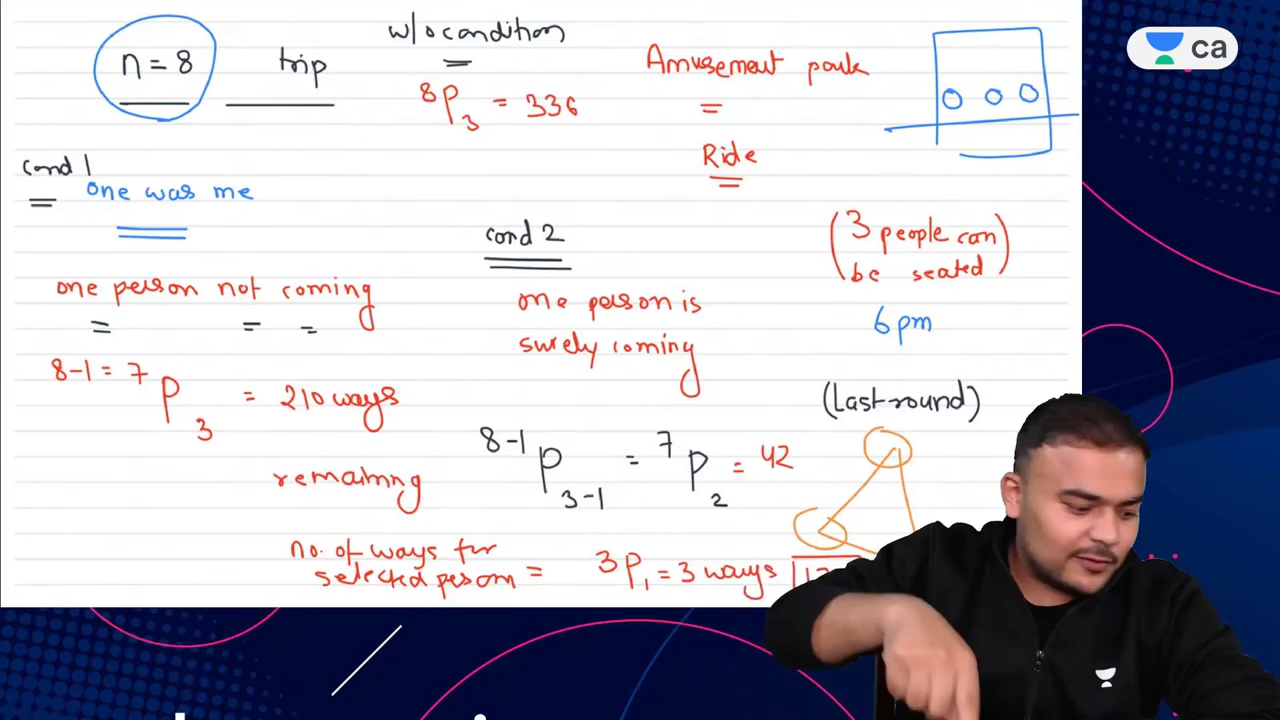 n = 8
trip
w/o condition
⁸P₃ = 336
Amusement park
Ride
ca
cond 1
one was me
one person not coming
8-1 = ⁷P₃ = 210 ways
cond 2
one person is
surely coming
⁸⁻¹P₃₋₁ = ⁷P₂ = 42
remaining
no. of ways for
selected person = ³P₁ = 3 ways
(3 people can
be seated)
6 pm
(Last round)